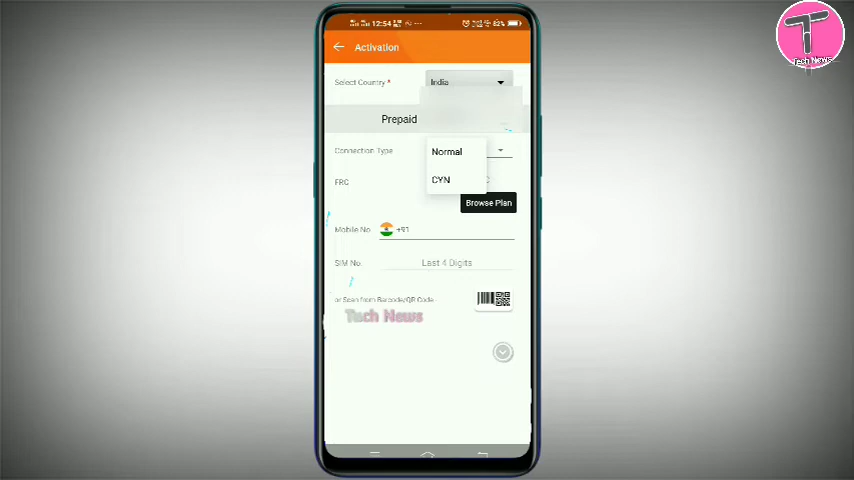 12:54
82%
Activation
Select Country *
India
Prepaid
Connection Type
Normal
CYN
FRC
Browse Plan
Mobile No
+91
SIM No.
Last 4 Digits
or Scan from Barcode/QR Code
Tech News
T
Tech News